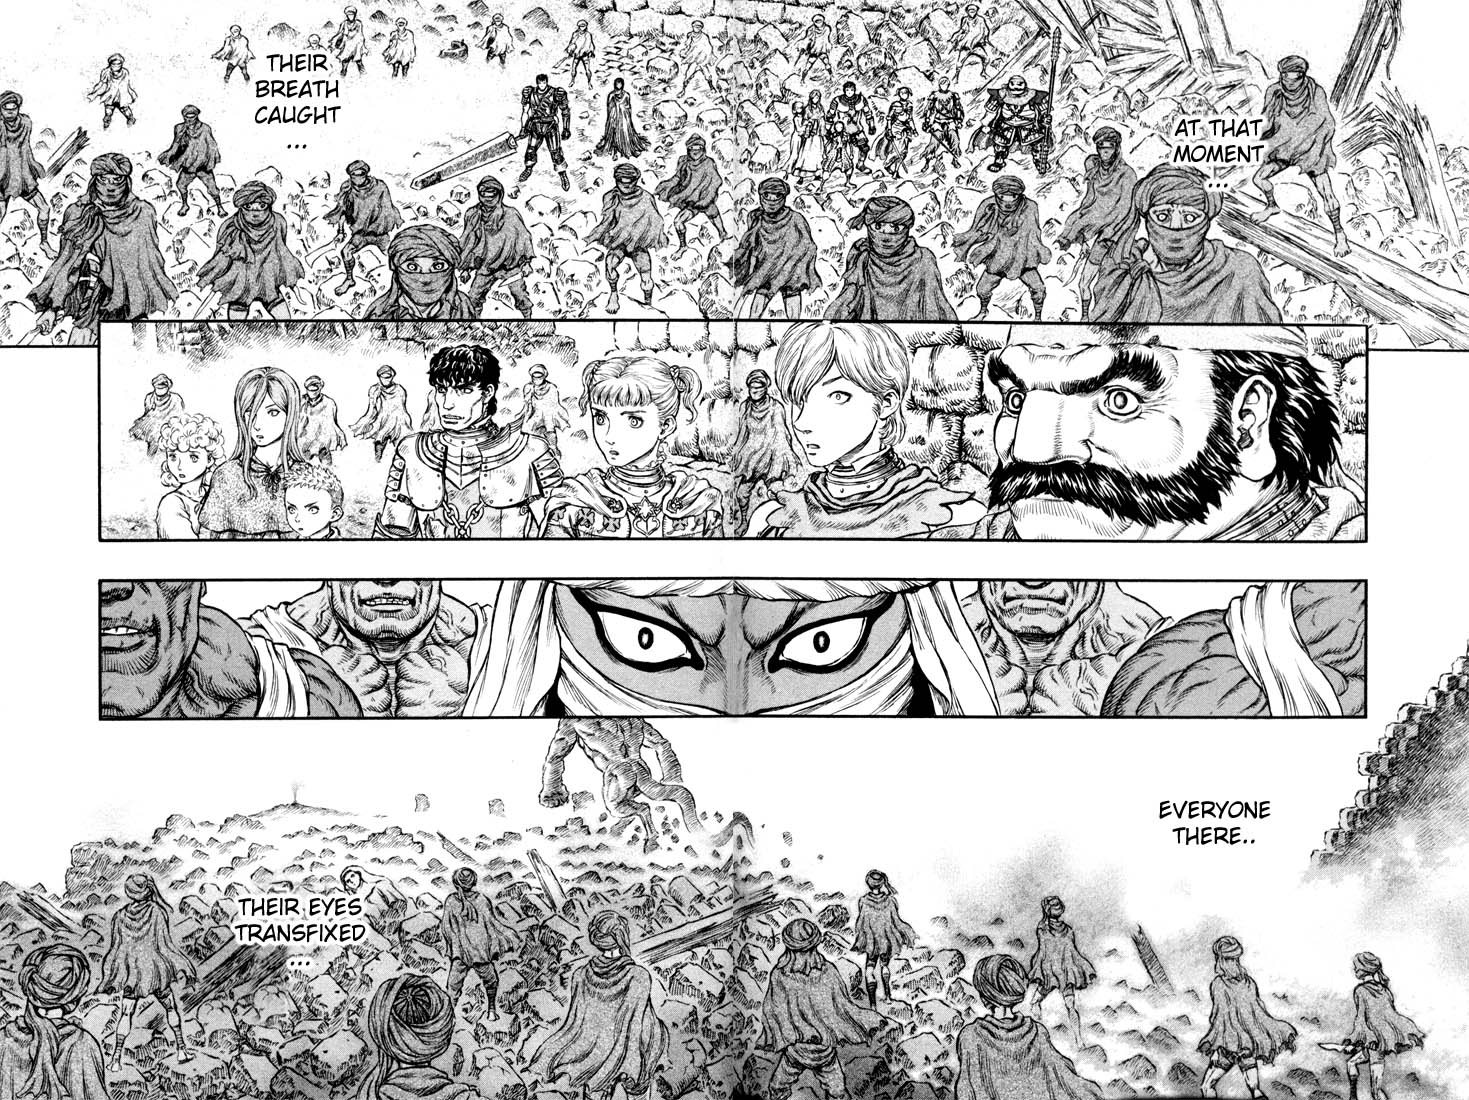 AT THAT
MOMENT
...
THEIR
BREATH
CAUGHT
...
EVERYONE
THERE..
THEIR EYES
TRANSFIXED
...